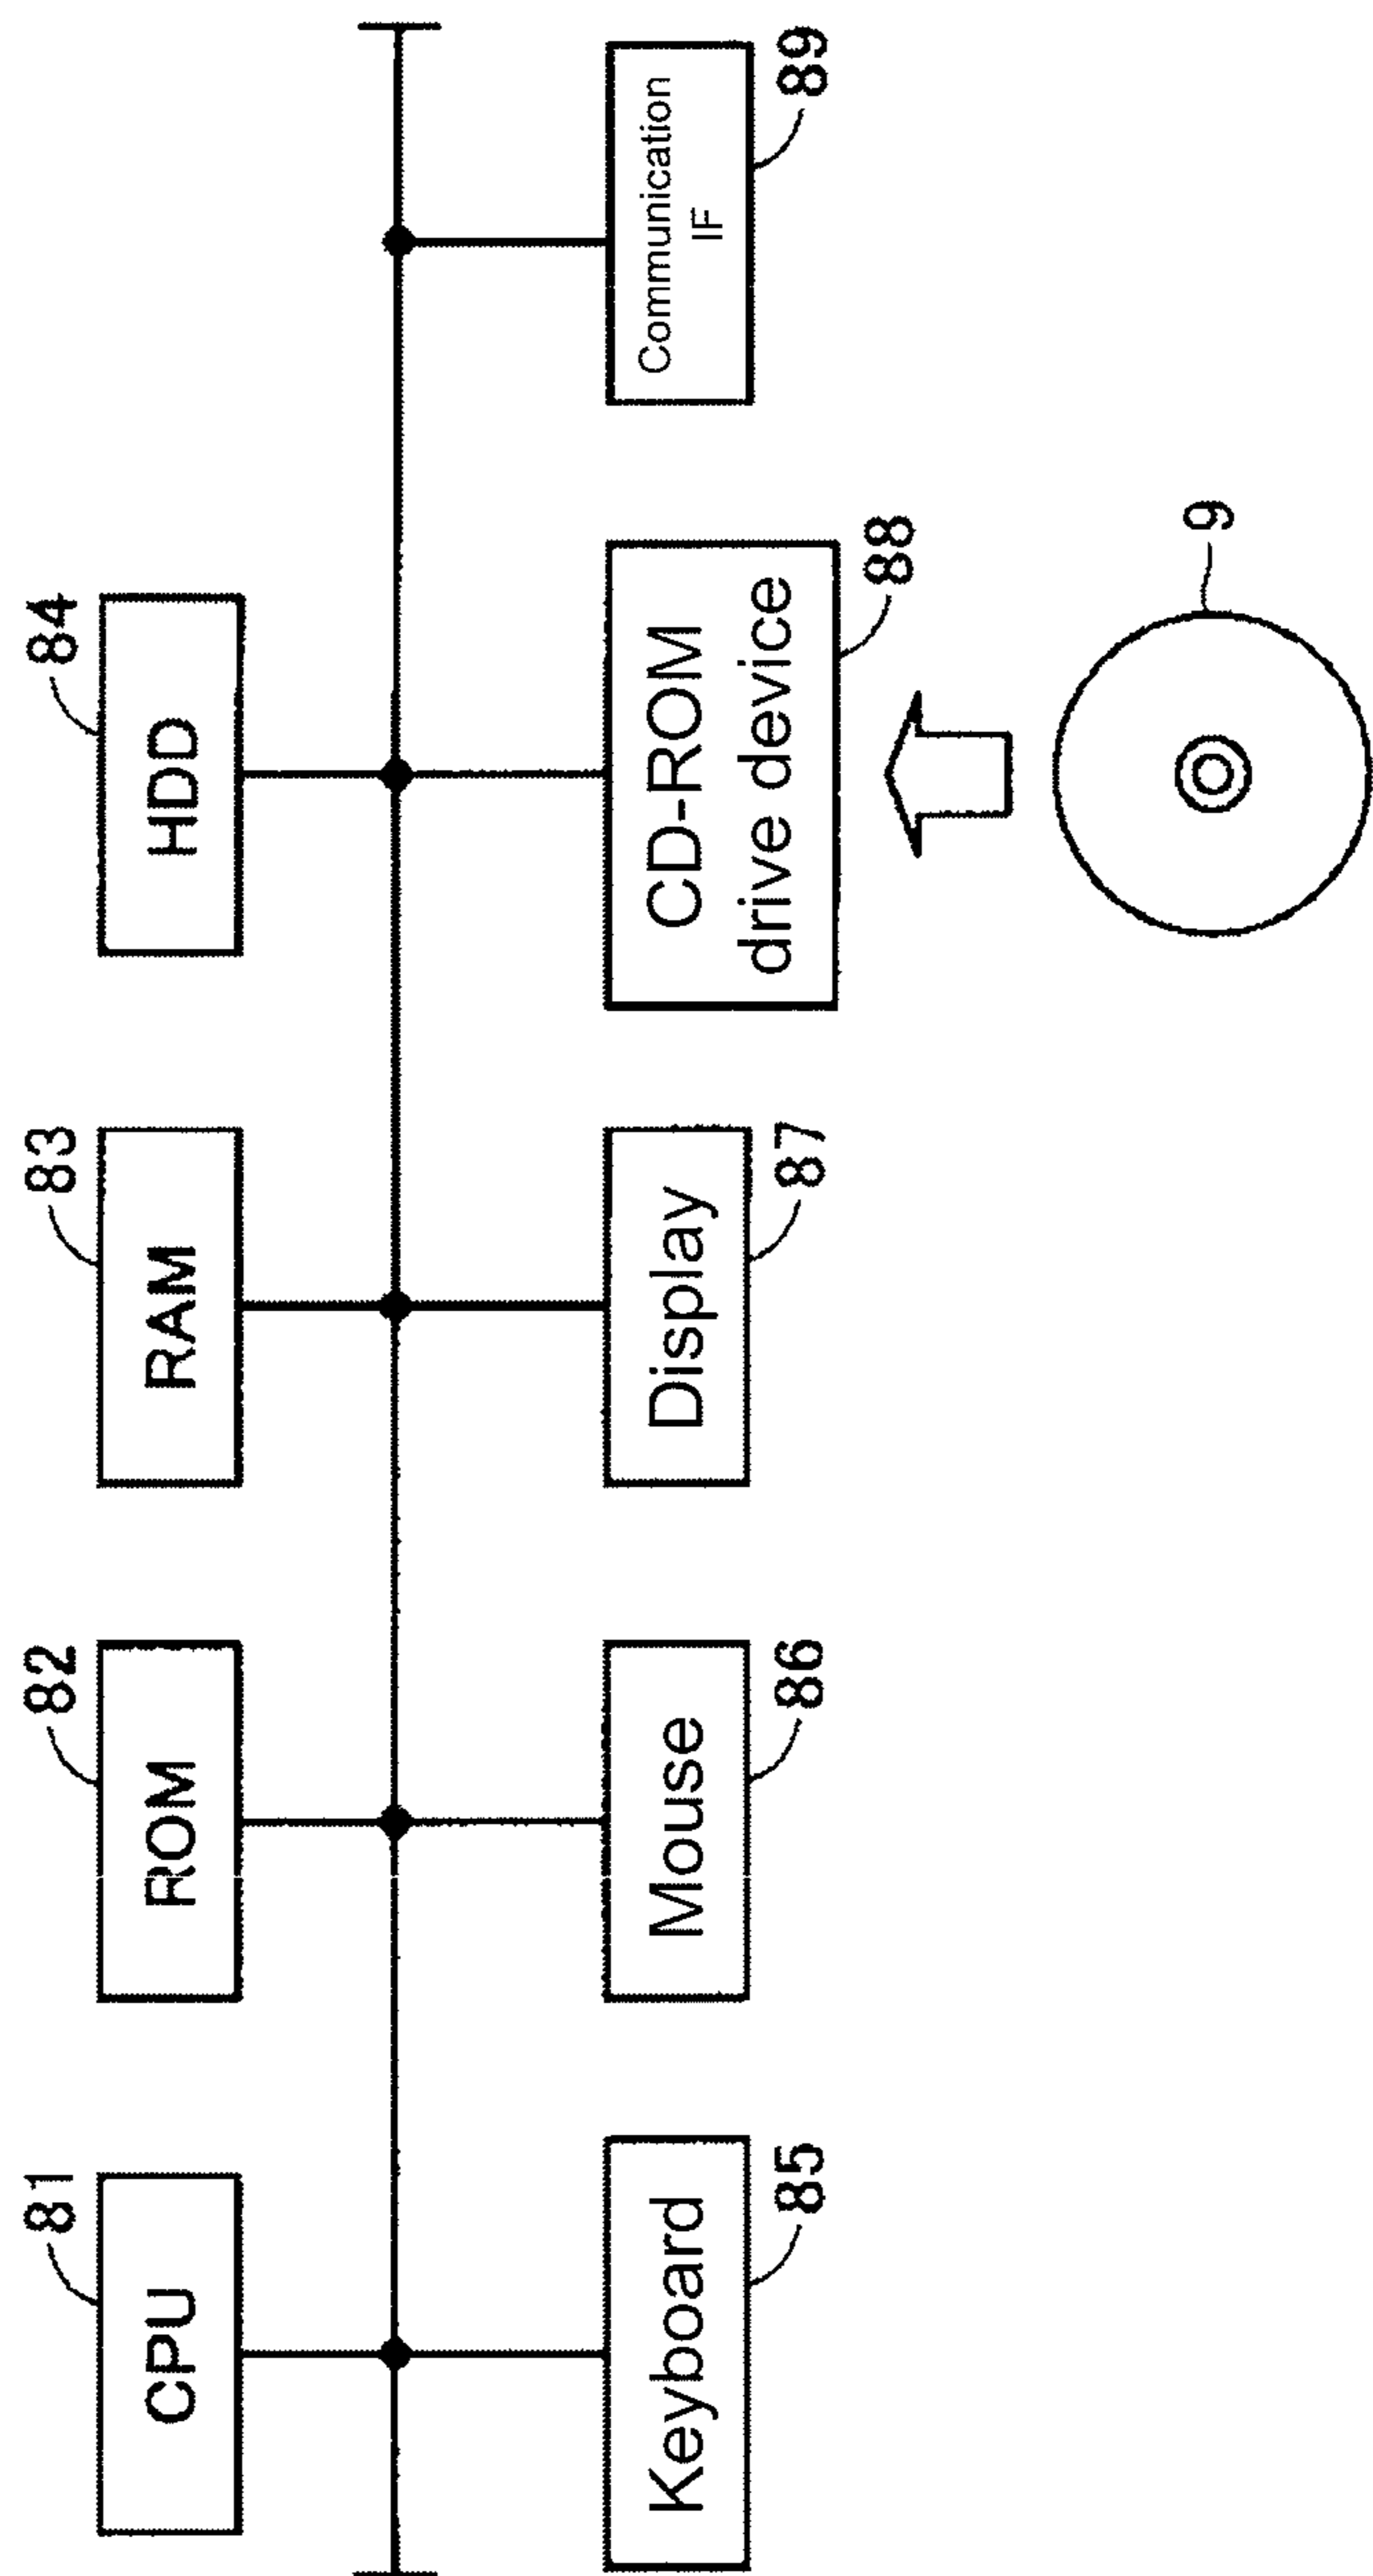 81
82
83
84
CPU
ROM
RAM
HDD
Keyboard
Mouse
Display
CD-ROM
drive device
Communication
IF
85
86
87
88
89
9